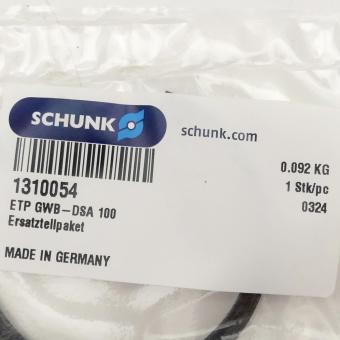 SCHUNK
schunk.com
1310054
ETP GWB-DSA 100
Ersatzteilpaket
0.092 KG
1 Stk/pc
0324
MADE IN GERMANY